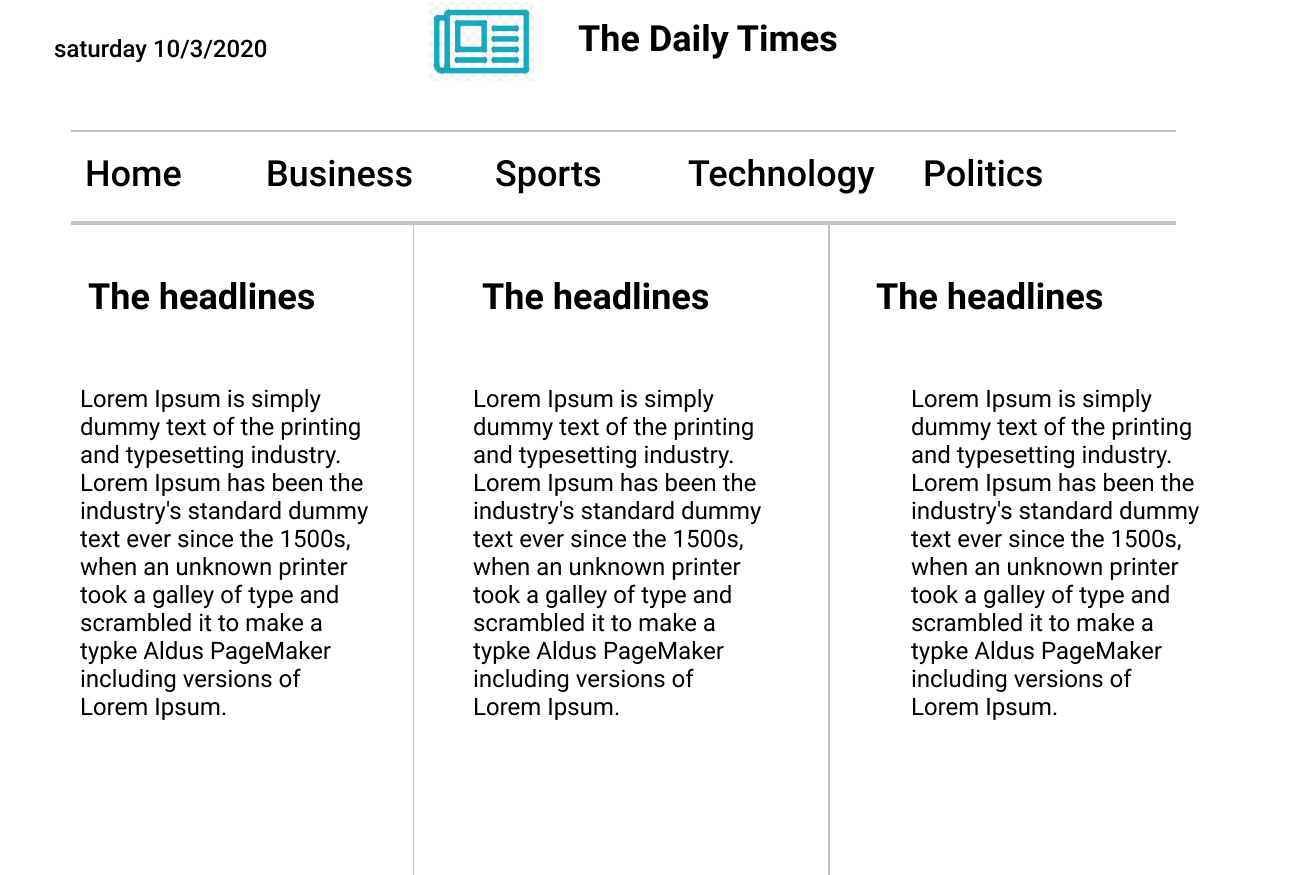 saturday 10/3/2020
The Daily Times
Home Business Sports Technology Politics
The headlines
Lorem Ipsum is simply
dummy text of the printing
and typesetting industry.
Lorem Ipsum has been the
industry's standard dummy
text ever since the 1500s,
when an unknown printer
took a galley of type and
scrambled it to make a
typke Aldus PageMaker
including versions of
Lorem Ipsum.
The headlines
Lorem Ipsum is simply
dummy text of the printing
and typesetting industry.
Lorem Ipsum has been the
industry's standard dummy
text ever since the 1500s,
when an unknown printer
took a galley of type and
scrambled it to make a
typke Aldus PageMaker
including versions of
Lorem Ipsum.
The headlines
Lorem Ipsum is simply
dummy text of the printing
and typesetting industry.
Lorem Ipsum has been the
industry's standard dummy
text ever since the 1500s,
when an unknown printer
took a galley of type and
scrambled it to make a
typke Aldus PageMaker
including versions of
Lorem Ipsum.